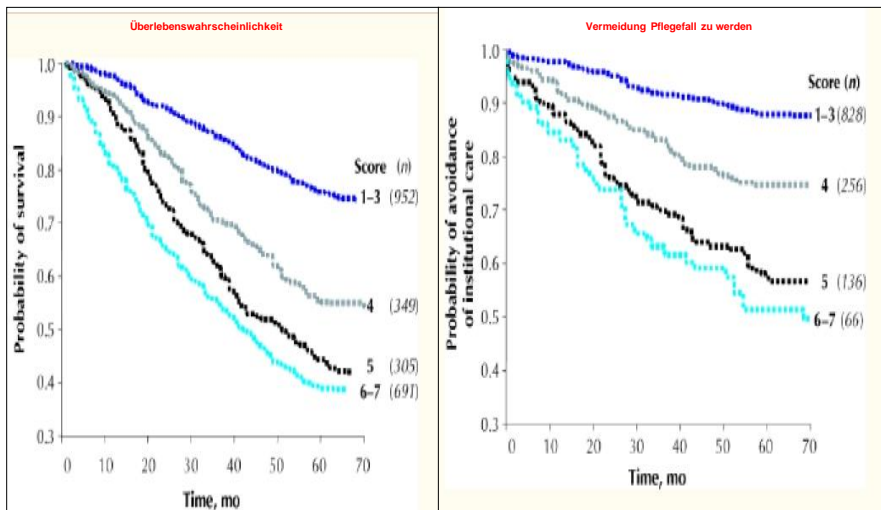 Überlebenswahrscheinlichkeit
Probability of survival
1.0
0.9
0.8
0.7
0.6
0.5
0.4
0.3
0 10 20 30 40 50 60 70
Time, mo
Score (n)
1–3 (952)
4 (349)
5 (305)
6–7 (691)
Vermeidung Pflegefall zu werden
Probability of avoidance
of institutional care
1.0
0.9
0.8
0.7
0.6
0.5
0.4
0.3
0 10 20 30 40 50 60 70
Time, mo
Score (n)
1–3 (828)
4 (256)
5 (136)
6–7 (66)